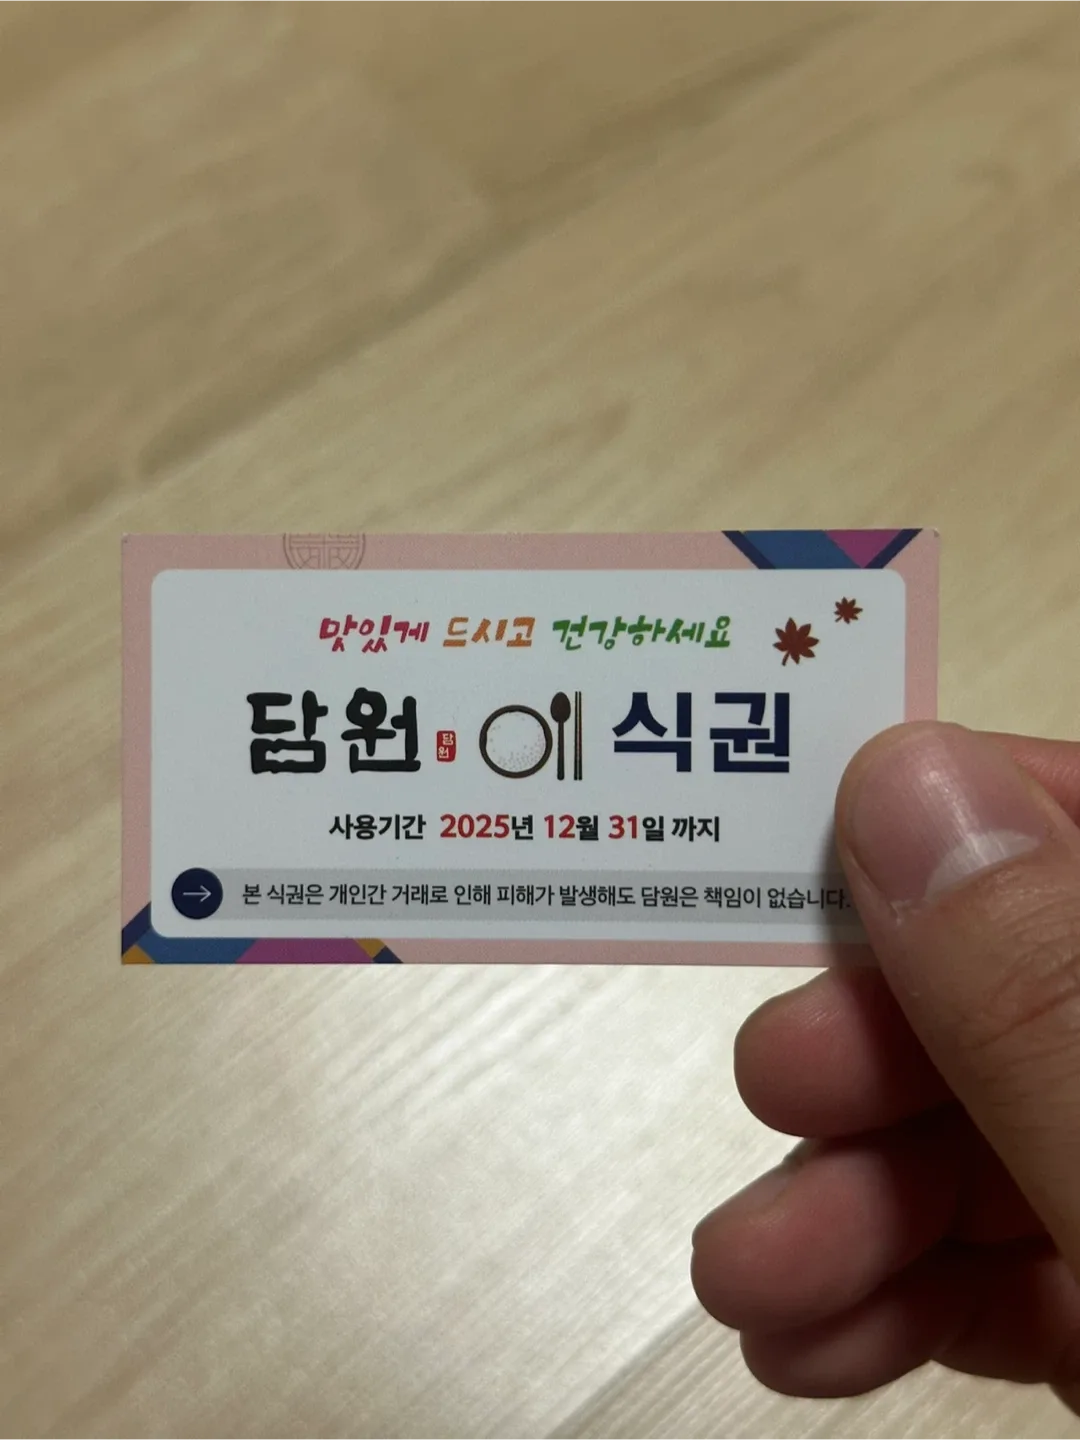 맛있게 드시고 건강하세요
담원 담원 식권
사용기간 2025년 12월 31일 까지
본 식권은 개인간 거래로 인해 피해가 발생해도 담원은 책임이 없습니다.